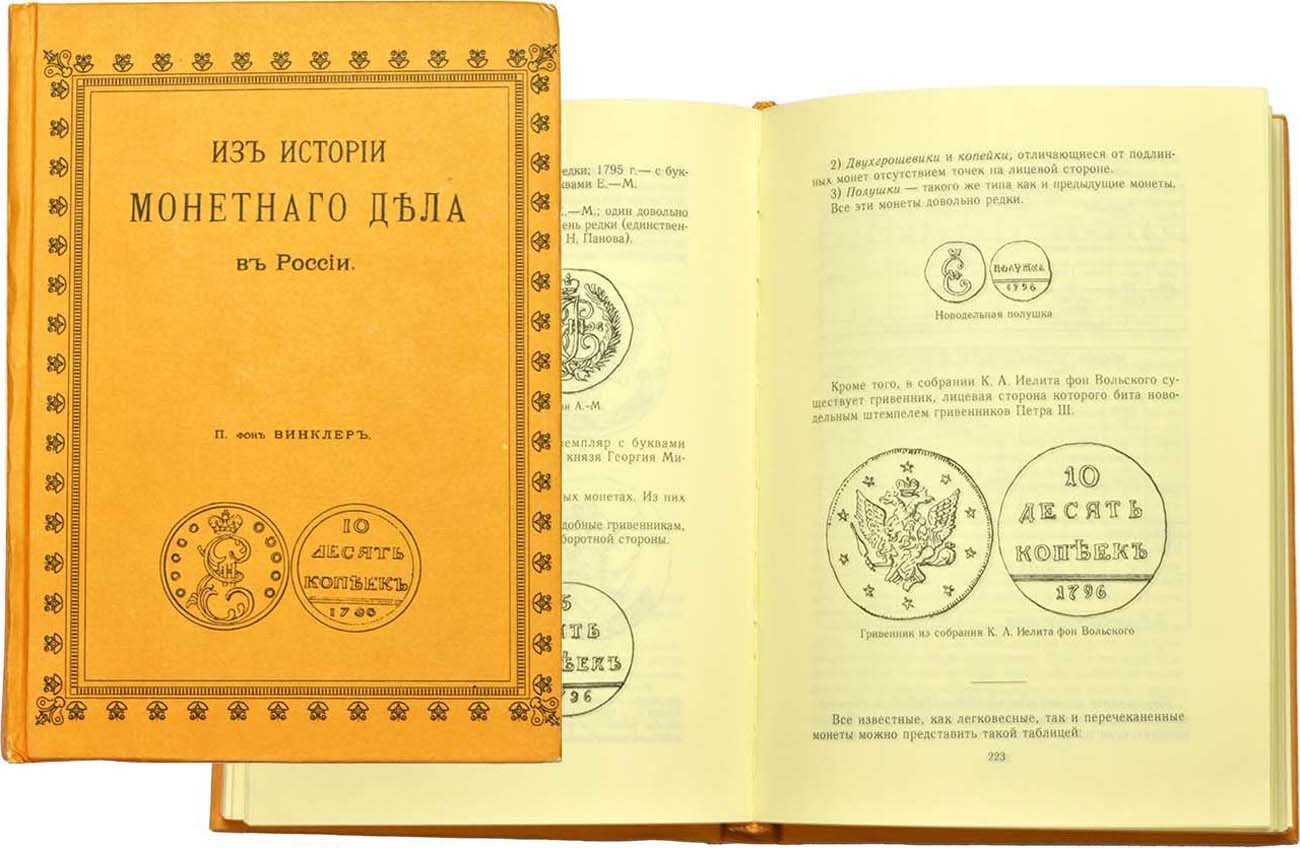 ИЗЪ ИСТОРІИ
МОНЕТНАГО ДѢЛА
въ Россіи.
П. фонъ ВИНКЛЕРЪ.
10
ДЕСЯТЬ
КОПѢЕКЪ
редки; 1795 г.— с бук-
квами Е.—М.
.—М.; один довольно
ень редки (единствен-
Н. Панова).
и А.-М.
земпляр с буквами
князя Георгия Ми-
ых монетах. Из них
добные гривенникам,
боротной стороны.
5
ЯТЬ
ѢЕКЪ
796
2) Двухгрошевики и копейки, отличающиеся от подлин-
ных монет отсутствием точек на лицевой стороне.
3) Полушки — такого же типа как и предыдущие монеты.
Все эти монеты довольно редки.
ПОЛУШКА
1796
Новодельная полушка
Кроме того, в собрании К. А. Иелита фон Вольского су-
ществует гривенник, лицевая сторона которого бита ново-
дельным штемпелем гривенников Петра III.
10
ДЕСЯТЬ
КОПѢЕКЪ
1796
Гривенник из собрания К. А. Иелита фон Вольского
Все известные, как легковесные, так и перечеканенные
монеты можно представить такой таблицей:
223